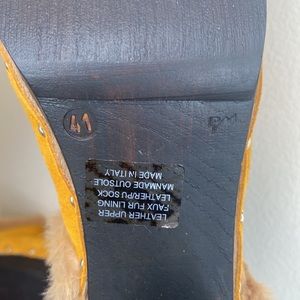 41
LEATHER UPPER
FAUX FUR LINING
MANMADE OUTSOLE
LEATHER/PU SOCK
MADE IN ITALY